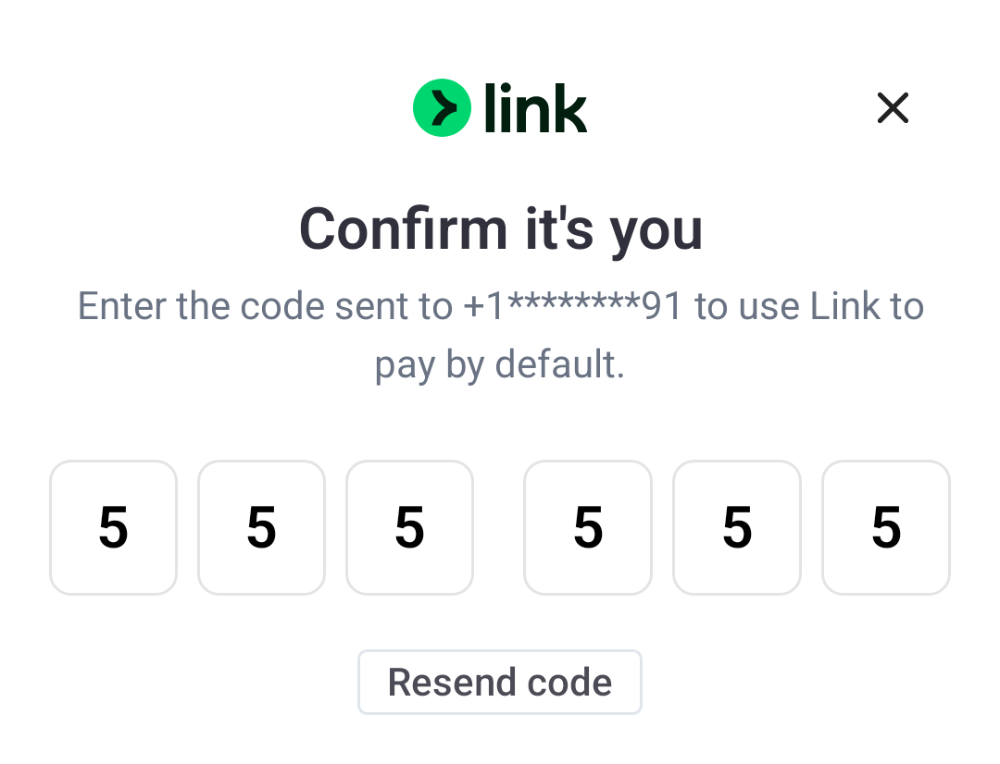 link
Confirm it's you
Enter the code sent to +1********91 to use Link to
pay by default.
5 5 5 5 5 5
Resend code